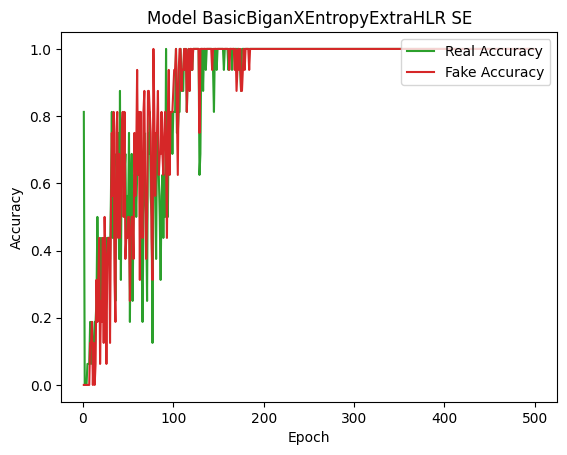 Model BasicBiganXEntropyExtraHLR SE
Real Accuracy
Fake Accuracy
1.0
0.8
0.6
0.4
0.2
0.0
Accuracy
0
100
200
300
400
500
Epoch